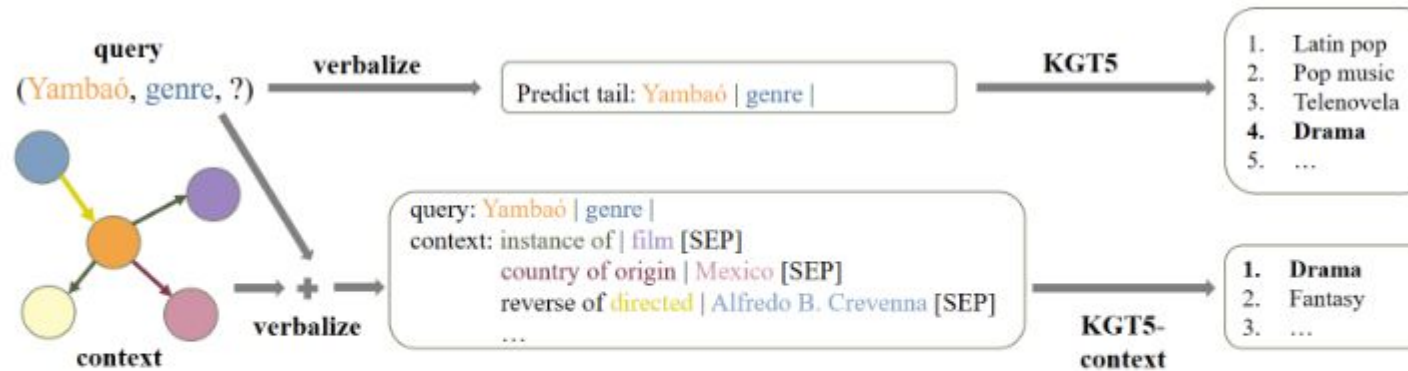 query
(Yambaó, genre, ?)
verbalize
Predict tail: Yambaó | genre |
KGT5
1. Latin pop
2. Pop music
3. Telenovela
4. Drama
5. ...
context
+
verbalize
query: Yambaó | genre |
context: instance of | film [SEP]
country of origin | Mexico [SEP]
reverse of directed | Alfredo B. Crevenna [SEP]
...
KGT5-
context
1. Drama
2. Fantasy
3. ...